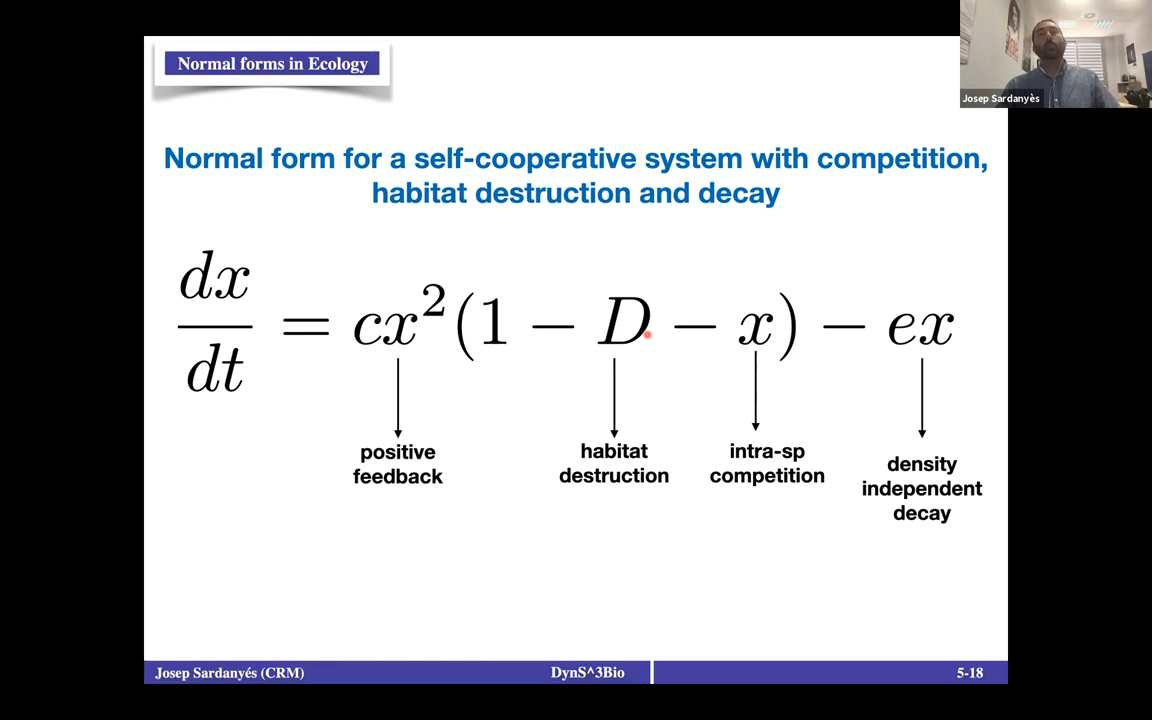 Normal forms in Ecology
Josep Sardanyès
Normal form for a self-cooperative system with competition,
habitat destruction and decay
dx/dt = cx²(1 − D − x) − ex
positive
feedback
habitat
destruction
intra-sp
competition
density
independent
decay
Josep Sardanyés (CRM)
DynS^3Bio
5-18